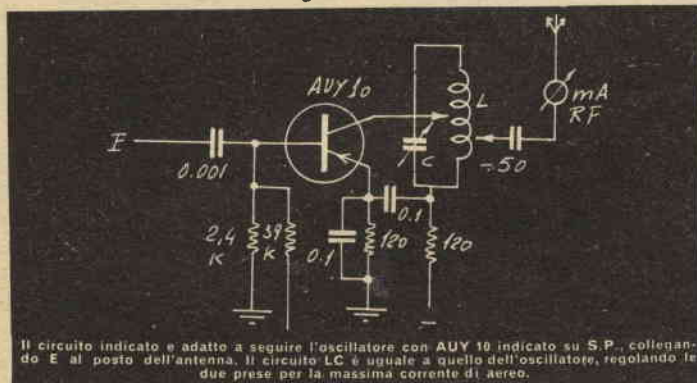 AUY 10
mA
RF
L
E
0.001
C
50
0.1
2,4
K
39
K
0.1
120
120
Il circuito indicato e adatto a seguire l'oscillatore con AUY 10 indicato su S.P., collegan-
do E al posto dell'antenna. Il circuito LC è uguale a quello dell'oscillatore, regolando le
due prese per la massima corrente di aereo.